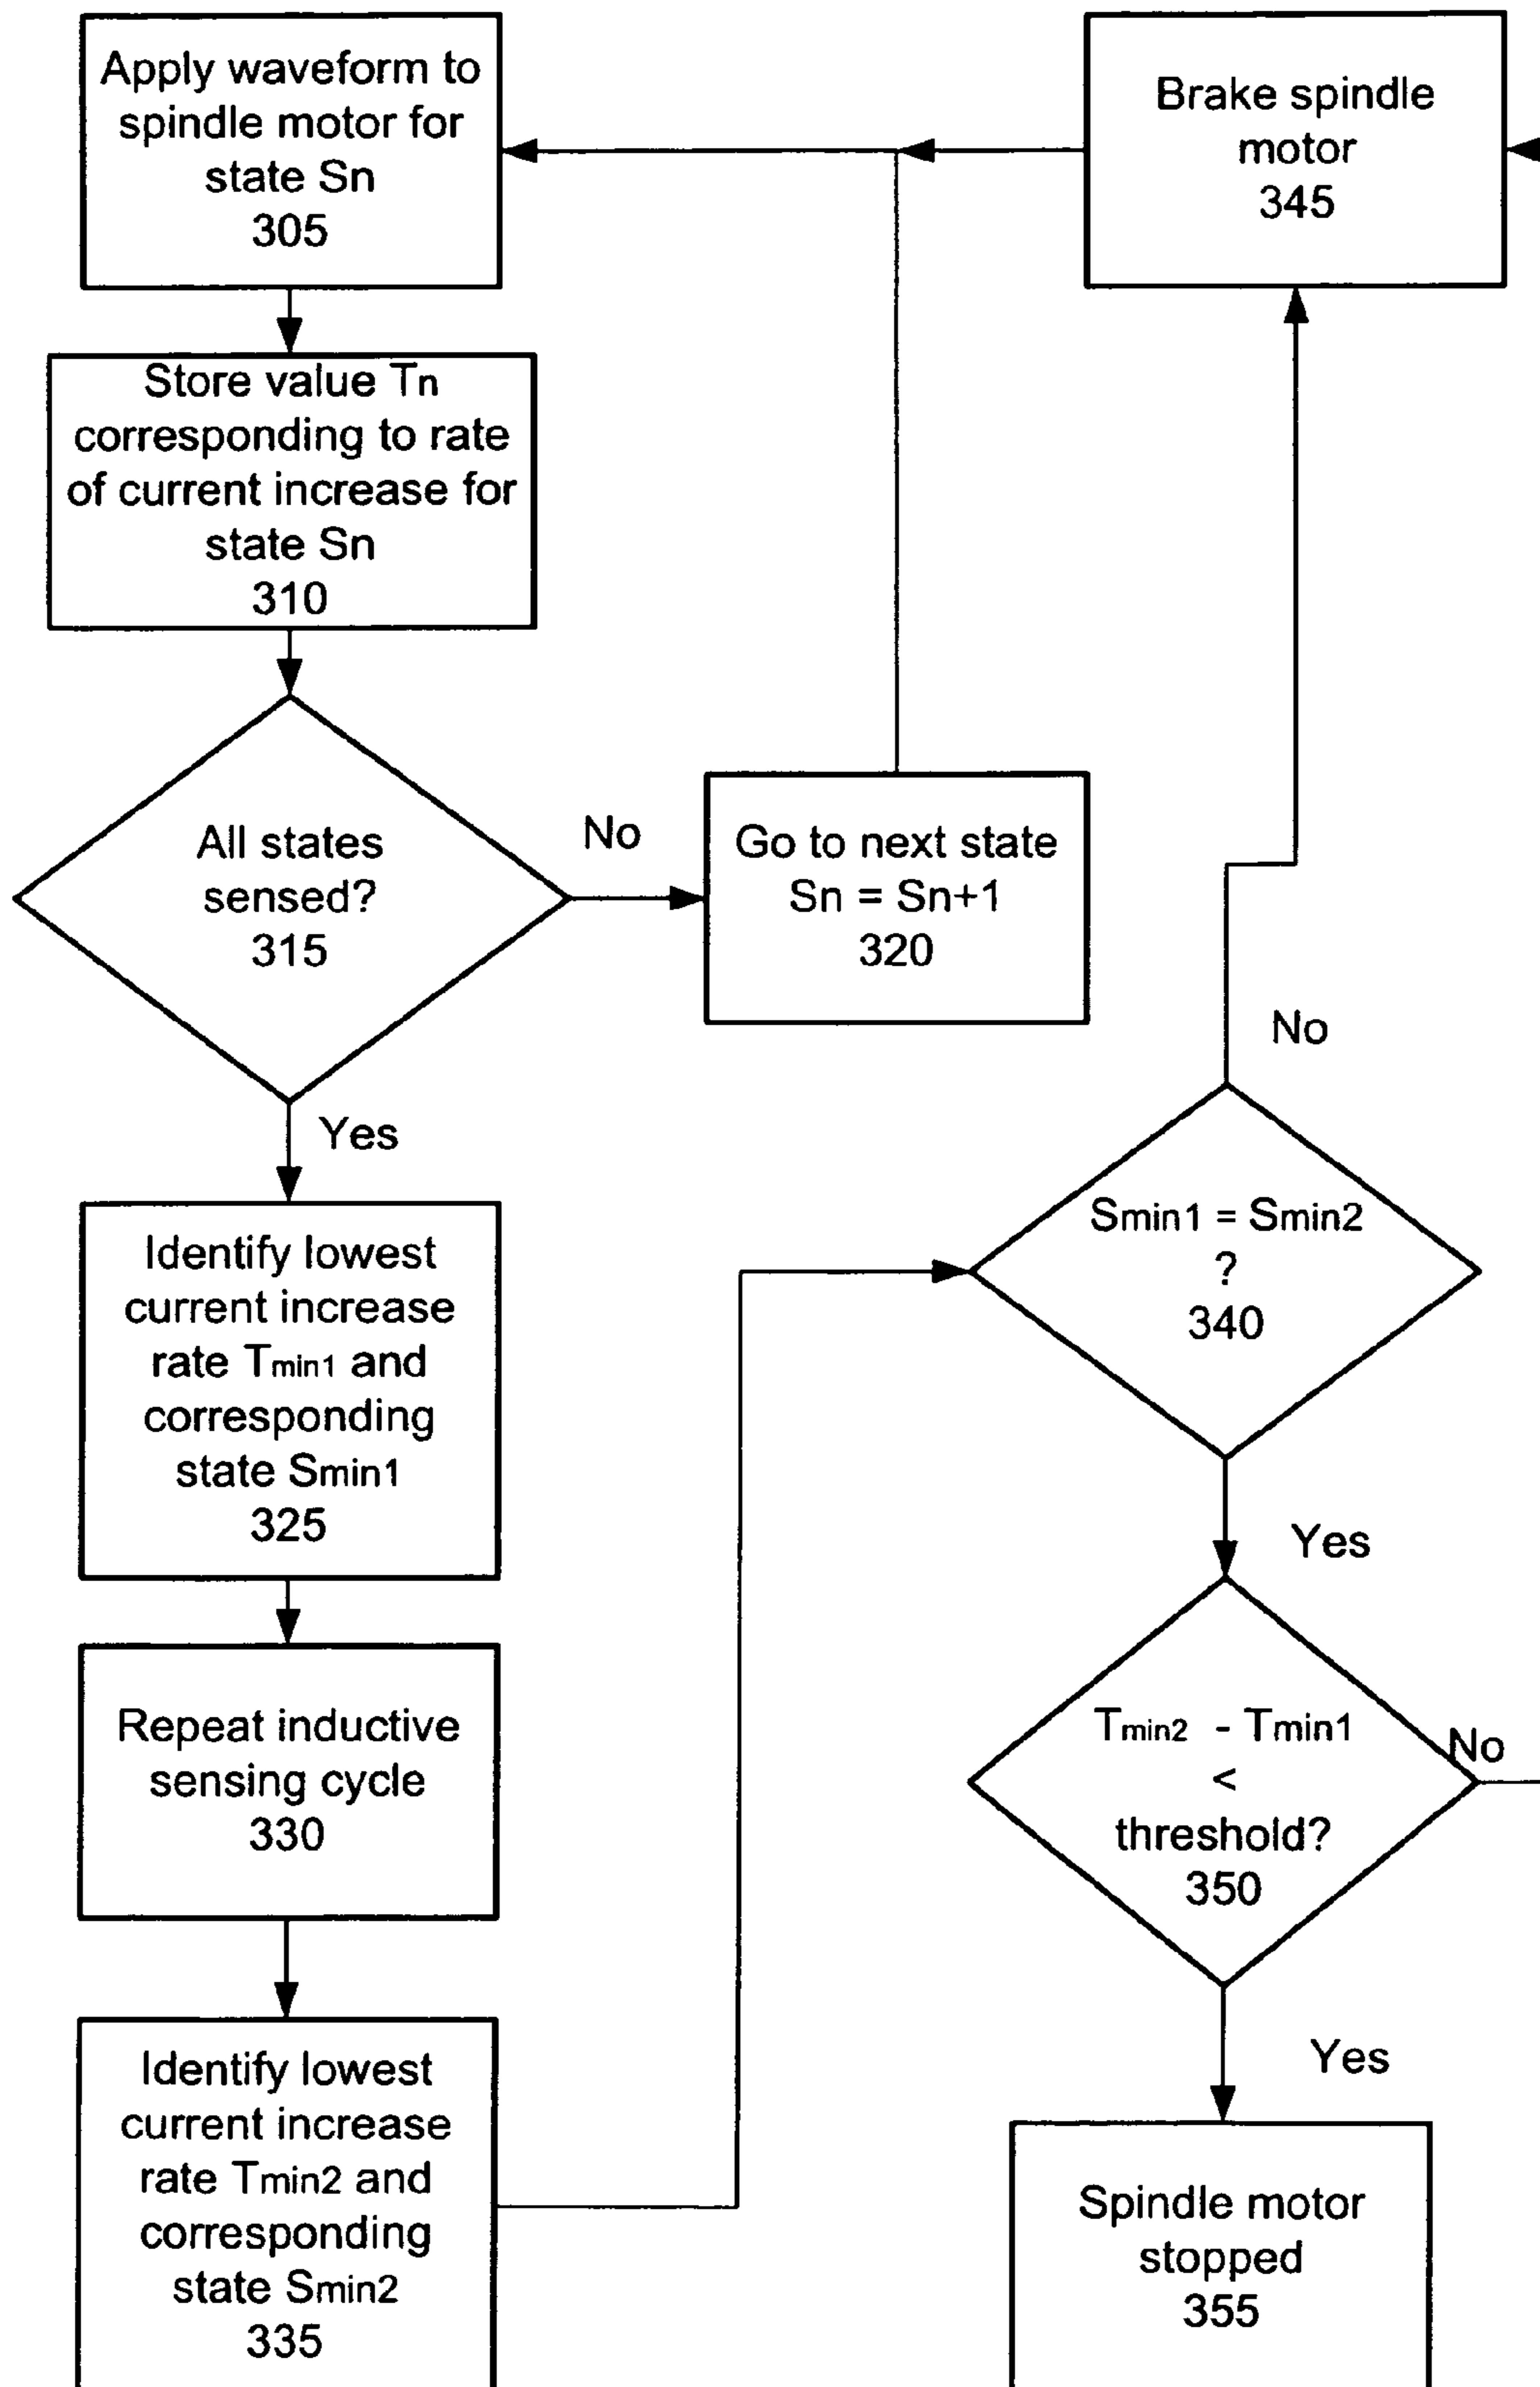 Apply waveform to
spindle motor for
state Sn
305
Store value Tn
corresponding to rate
of current increase for
state Sn
310
All states
sensed?
315
No
Go to next state
Sn = Sn+1
320
Yes
Identify lowest
current increase
rate Tmin1 and
corresponding
state Smin1
325
Repeat inductive
sensing cycle
330
Identify lowest
current increase
rate Tmin2 and
corresponding
state Smin2
335
Brake spindle
motor
345
No
Smin1 = Smin2
?
340
Yes
Tmin2 - Tmin1
<
threshold?
350
No
Yes
Spindle motor
stopped
355